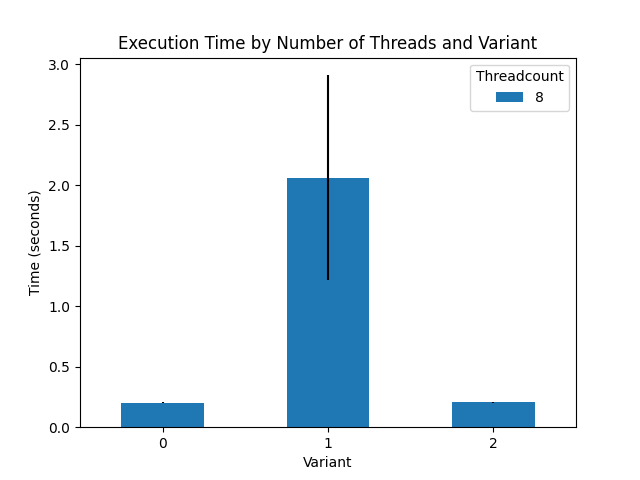 Execution Time by Number of Threads and Variant
3.0
2.5
2.0
1.5
1.0
0.5
0.0
Time (seconds)
Threadcount
8
0 1 2
Variant